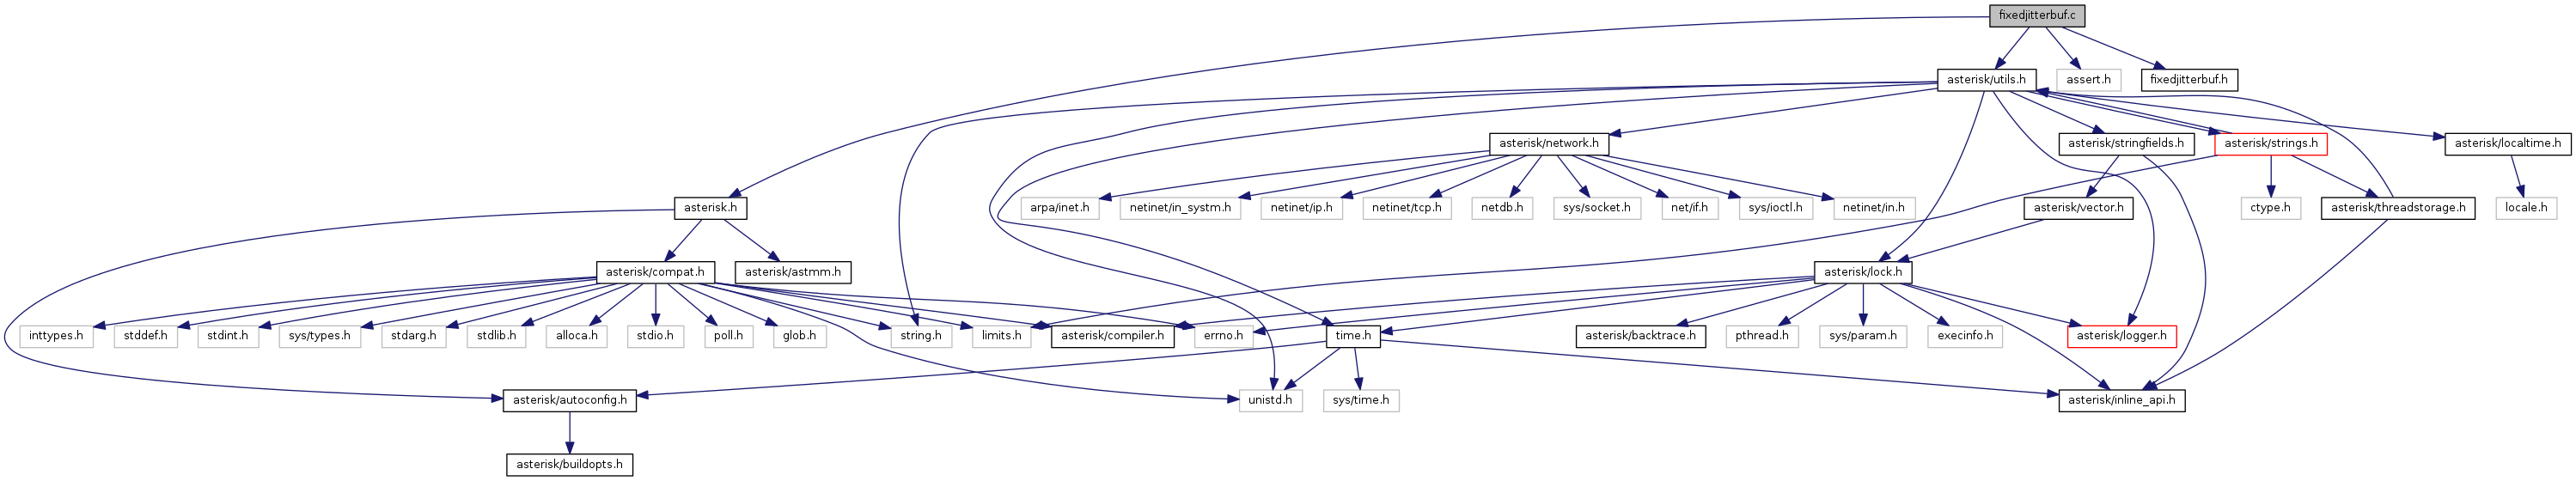 fixedjitterbuf.c
asterisk/utils.h
assert.h
fixedjitterbuf.h
asterisk/network.h
asterisk/stringfields.h
asterisk/strings.h
asterisk/localtime.h
asterisk.h
arpa/inet.h
netinet/in_systm.h
netinet/ip.h
netinet/tcp.h
netdb.h
sys/socket.h
net/if.h
sys/ioctl.h
netinet/in.h
asterisk/vector.h
ctype.h
asterisk/threadstorage.h
locale.h
asterisk/compat.h
asterisk/astmm.h
asterisk/lock.h
inttypes.h
stddef.h
stdint.h
sys/types.h
stdarg.h
stdlib.h
alloca.h
stdio.h
poll.h
glob.h
string.h
limits.h
asterisk/compiler.h
errno.h
time.h
asterisk/backtrace.h
pthread.h
sys/param.h
execinfo.h
asterisk/logger.h
asterisk/autoconfig.h
unistd.h
sys/time.h
asterisk/inline_api.h
asterisk/buildopts.h